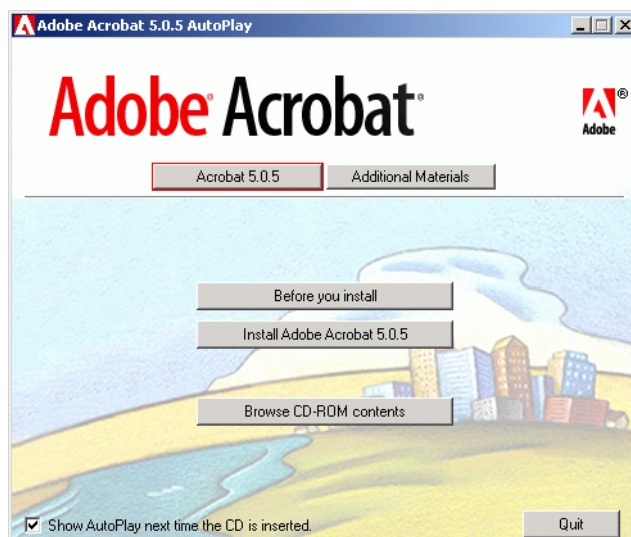 Adobe Acrobat 5.0.5 AutoPlay
Adobe® Acrobat®
®
Adobe
Acrobat 5.0.5
Additional Materials
Before you install
Install Adobe Acrobat 5.0.5
Browse CD-ROM contents
Show AutoPlay next time the CD is inserted.
Quit